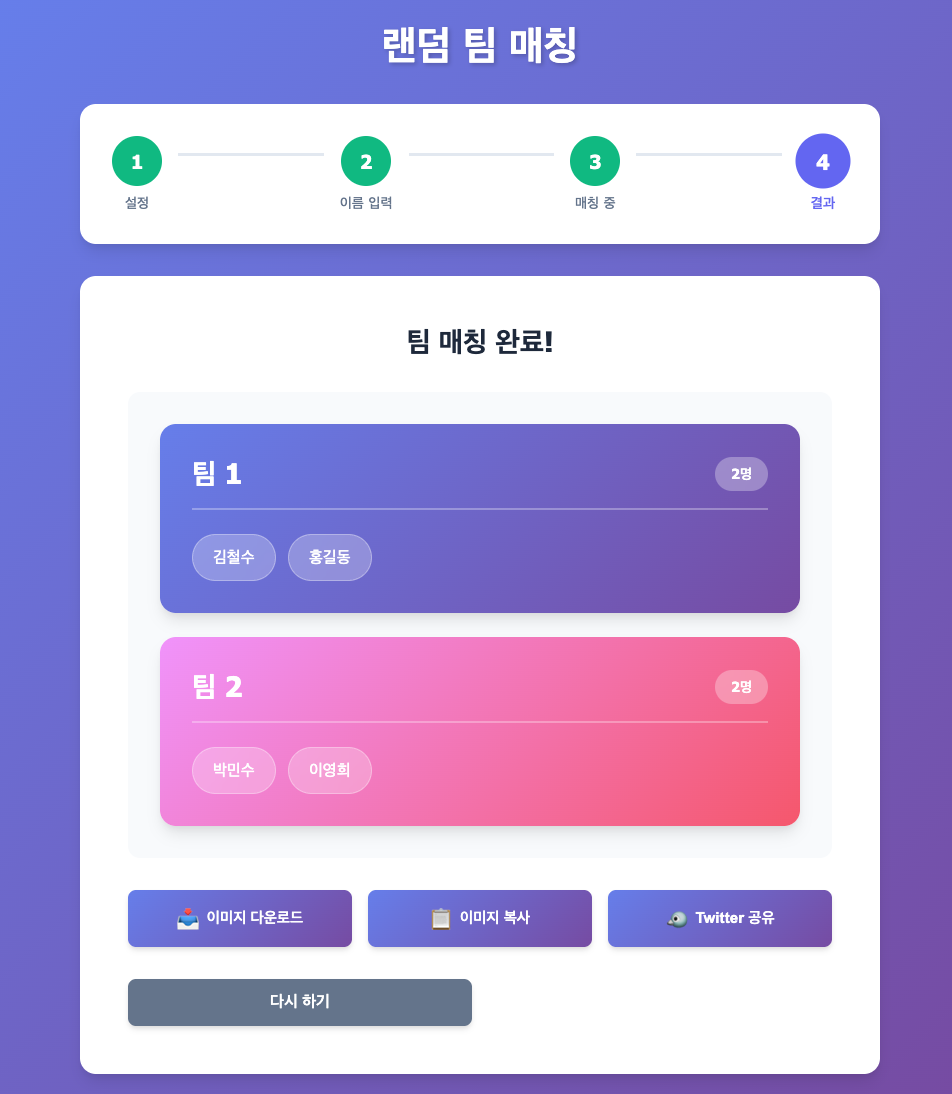 랜덤 팀 매칭
1
2
3
4
설정
이름 입력
매칭 중
결과
팀 매칭 완료!
팀 1
2명
김철수
홍길동
팀 2
2명
박민수
이영희
이미지 다운로드
이미지 복사
Twitter 공유
다시 하기